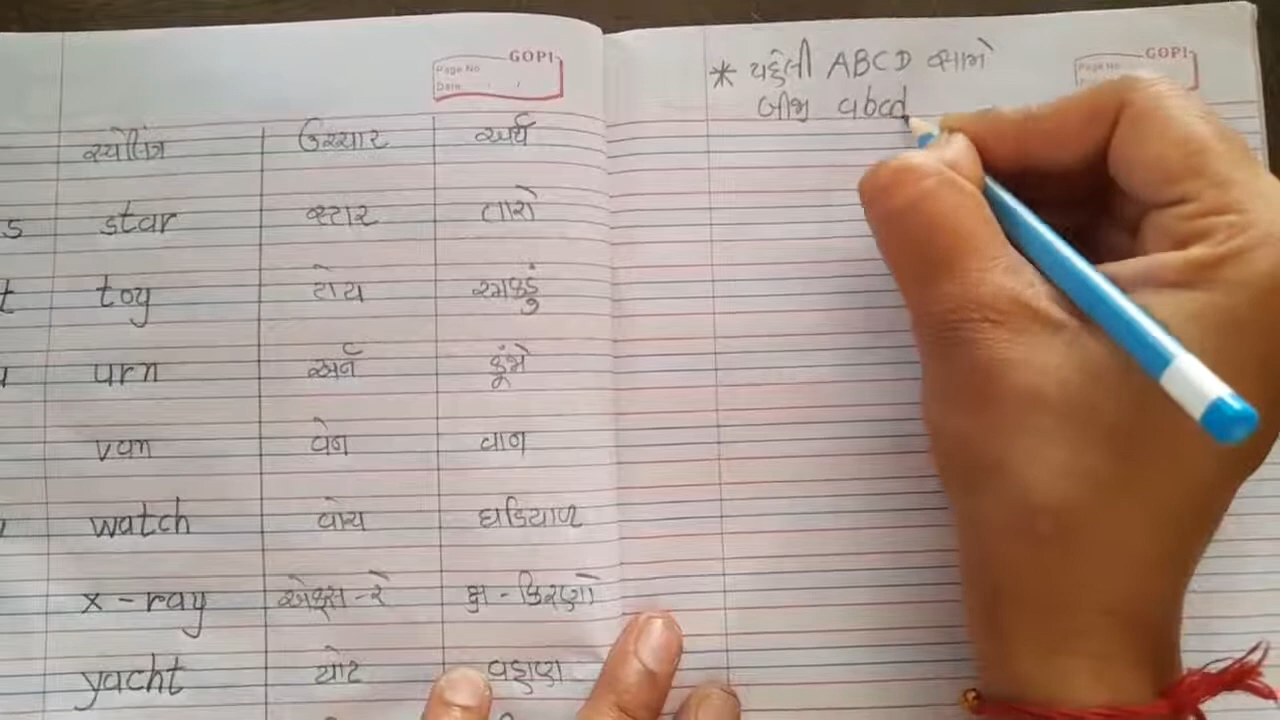 GOPI
Page No
Date
સ્પેલિંગ ઉચ્ચાર અર્થ
s star સ્ટાર તારો
t toy ટોય રમકડું
u urn અર્ન કૂંભો
van વેન વાન
watch વોચ ઘડિયાળ
x - ray એક્સ - રે ક્ષ - કિરણો
yacht યોટ વહાણ
GOPI
Page No
* પહેલી ABCD સામે
બીજી abcd